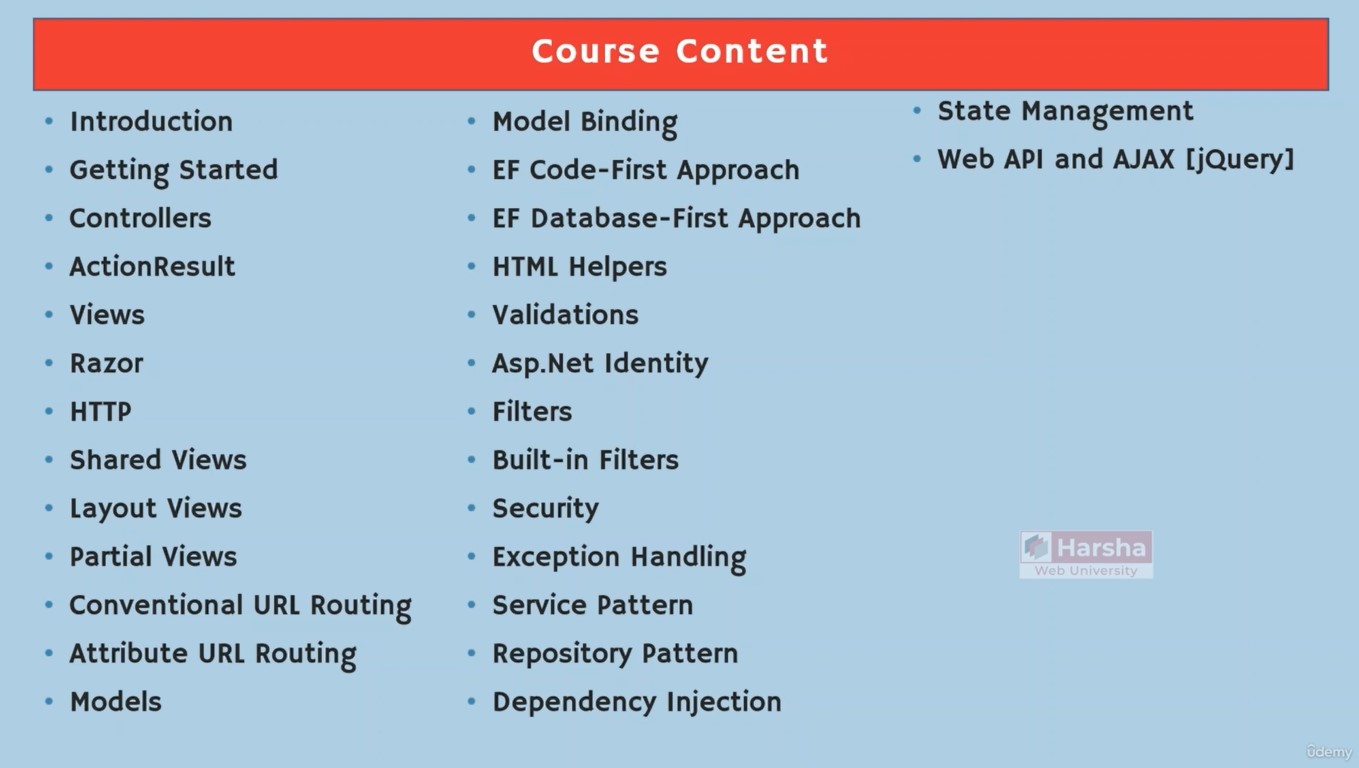 Course Content
• Introduction
• Getting Started
• Controllers
• ActionResult
• Views
• Razor
• HTTP
• Shared Views
• Layout Views
• Partial Views
• Conventional URL Routing
• Attribute URL Routing
• Models
• Model Binding
• EF Code-First Approach
• EF Database-First Approach
• HTML Helpers
• Validations
• Asp.Net Identity
• Filters
• Built-in Filters
• Security
• Exception Handling
• Service Pattern
• Repository Pattern
• Dependency Injection
• State Management
• Web API and AJAX [jQuery]
Harsha
Web University
ûdemy